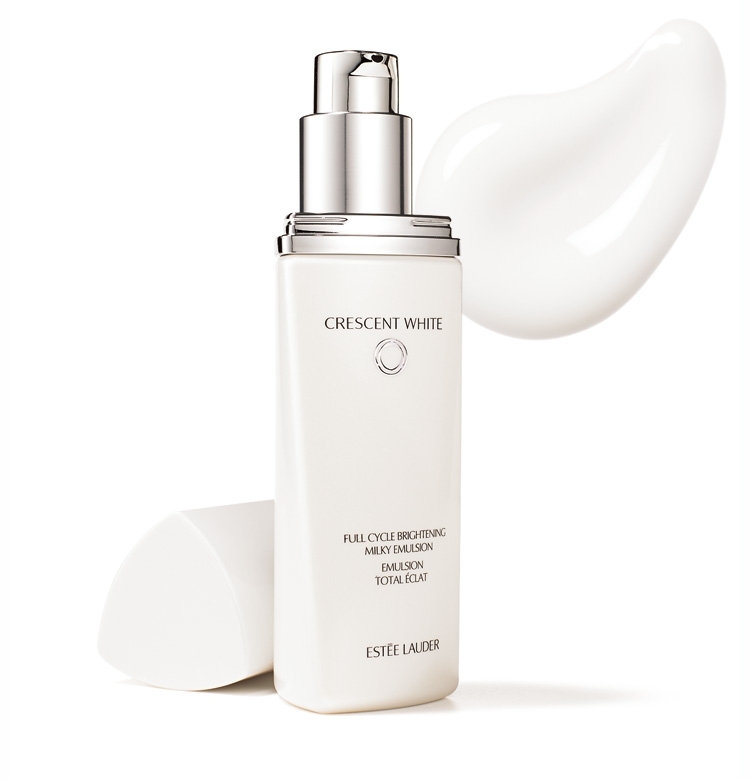 CRESCENT WHITE
FULL CYCLE BRIGHTENING
MILKY EMULSION
EMULSION
TOTAL ÉCLAT
ESTĒE LAUDER